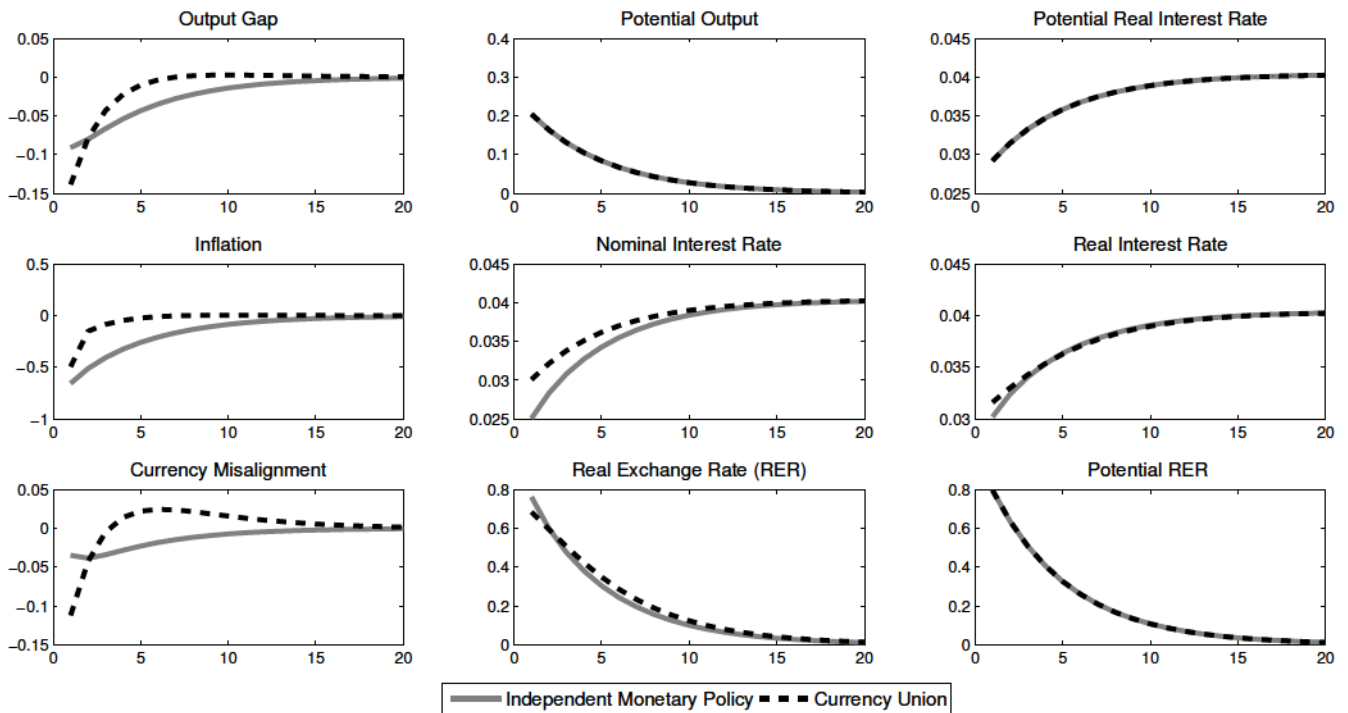 Output Gap
0.05
0
−0.05
−0.1
−0.15
0 5 10 15 20
Potential Output
0.4
0.3
0.2
0.1
0
0 5 10 15 20
Potential Real Interest Rate
0.045
0.04
0.035
0.03
0.025
0 5 10 15 20
Inflation
0.5
0
−0.5
−1
0 5 10 15 20
Nominal Interest Rate
0.045
0.04
0.035
0.03
0.025
0 5 10 15 20
Real Interest Rate
0.045
0.04
0.035
0.03
0 5 10 15 20
Currency Misalignment
0.05
0
−0.05
−0.1
−0.15
0 5 10 15 20
Real Exchange Rate (RER)
0.8
0.6
0.4
0.2
0
0 5 10 15 20
Potential RER
0.8
0.6
0.4
0.2
0
0 5 10 15 20
Independent Monetary Policy Currency Union